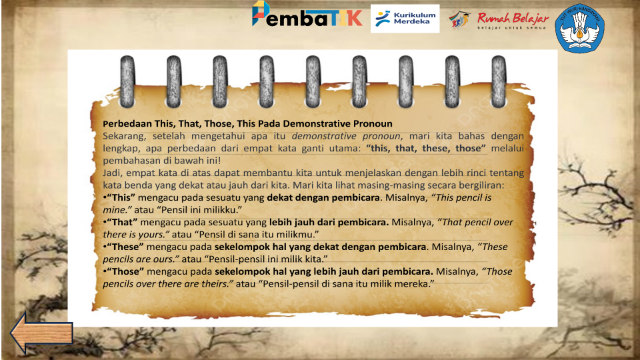 PembaTIK
Kurikulum
Merdeka
Rumah Belajar
belajar untuk semua
Perbedaan This, That, Those, This Pada Demonstrative Pronoun
Sekarang, setelah mengetahui apa itu demonstrative pronoun, mari kita bahas dengan
lengkap, apa perbedaan dari empat kata ganti utama: “this, that, these, those” melalui
pembahasan di bawah ini!
Jadi, empat kata di atas dapat membantu kita untuk menjelaskan dengan lebih rinci tentang
kata benda yang dekat atau jauh dari kita. Mari kita lihat masing-masing secara bergiliran:
•“This” mengacu pada sesuatu yang dekat dengan pembicara. Misalnya, “This pencil is
mine.” atau “Pensil ini milikku.”
•“That” mengacu pada sesuatu yang lebih jauh dari pembicara. Misalnya, “That pencil over
there is yours.” atau “Pensil di sana itu milikmu.”
•“These” mengacu pada sekelompok hal yang dekat dengan pembicara. Misalnya, “These
pencils are ours.” atau “Pensil-pensil ini milik kita.”
•“Those” mengacu pada sekelompok hal yang lebih jauh dari pembicara. Misalnya, “Those
pencils over there are theirs.” atau “Pensil-pensil di sana itu milik mereka.”